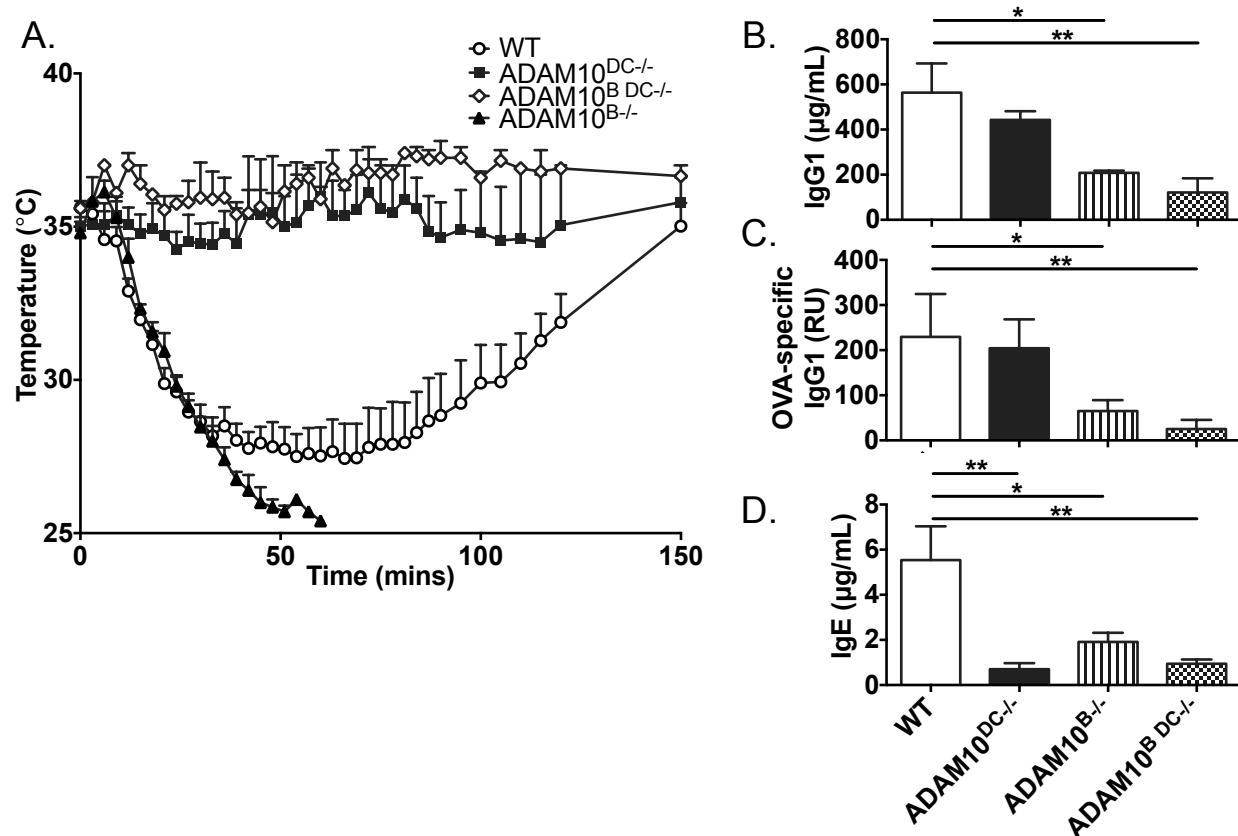 A.
WT
ADAM10DC-/-
ADAM10B DC-/-
ADAM10B-/-
40
35
30
25
Temperature (°C)
0
50
100
150
Time (mins)
B.
*
**
800
600
400
200
0
IgG1 (µg/mL)
C.
*
**
400
300
200
100
0
OVA-specific
IgG1 (RU)
D.
**
*
**
8
6
4
2
0
IgE (µg/mL)
WT
ADAM10DC-/-
ADAM10B-/-
ADAM10B DC-/-